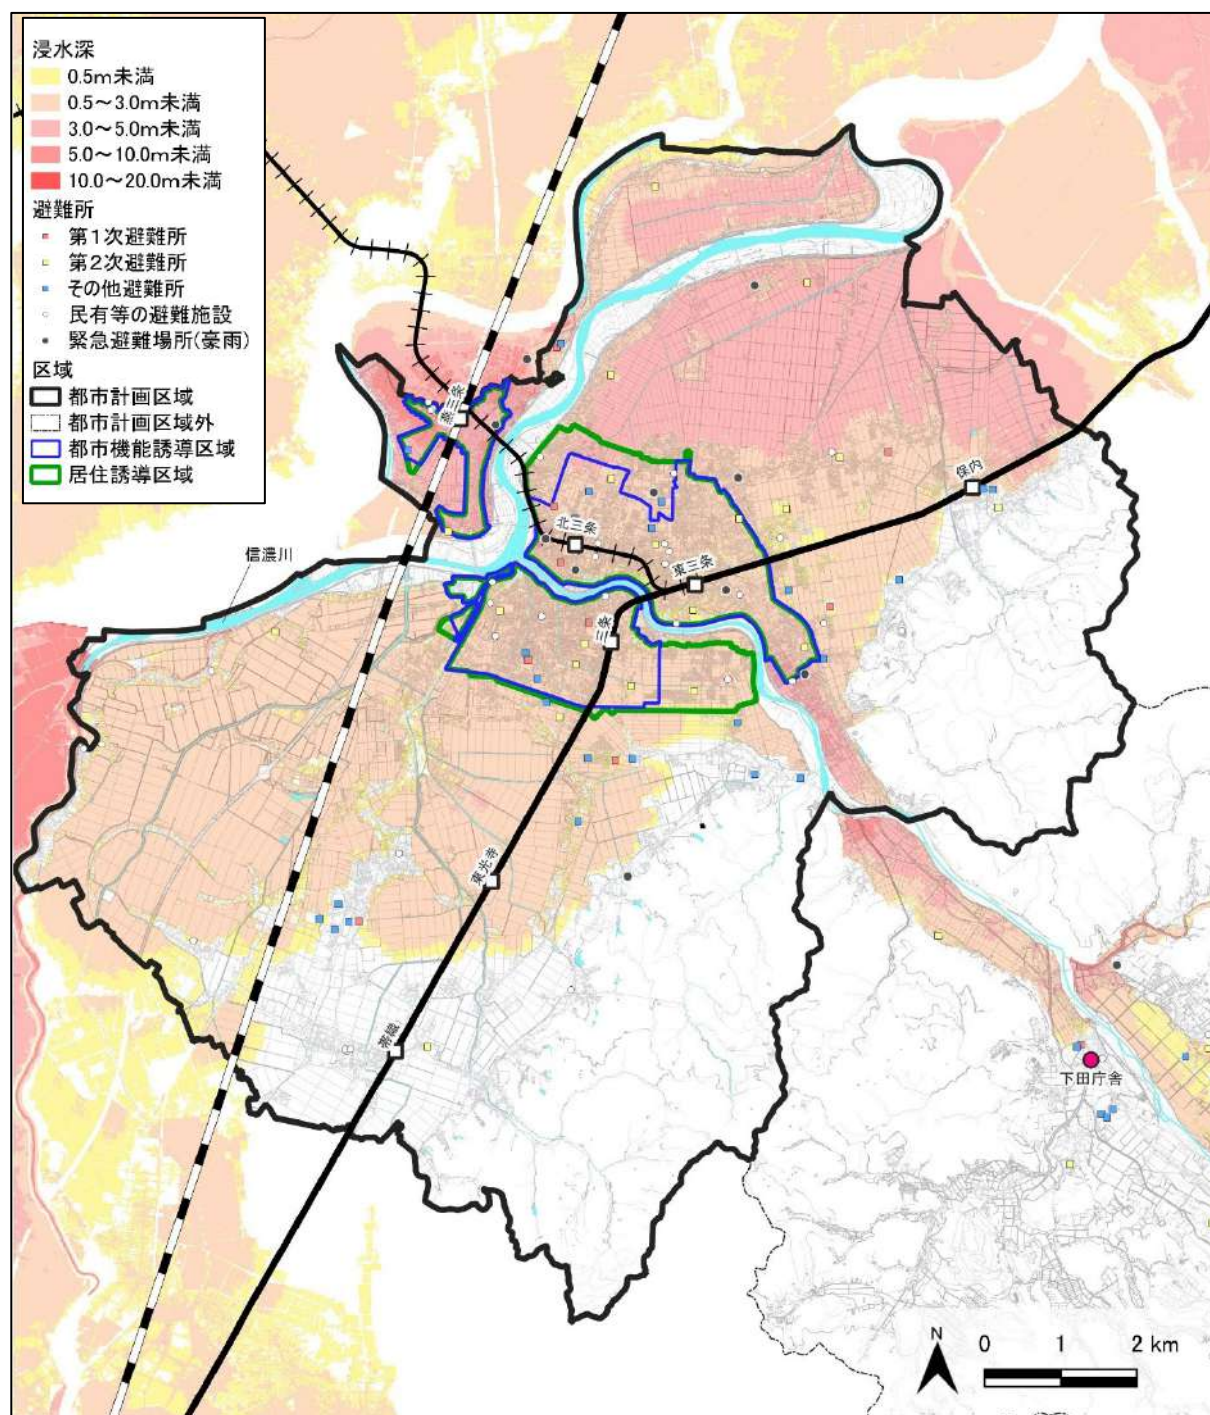 浸水深
0.5m未満
0.5～3.0m未満
3.0～5.0m未満
5.0～10.0m未満
10.0～20.0m未満
避難所
第1次避難所
第2次避難所
その他避難所
民有等の避難施設
緊急避難場所(豪雨)
区域
都市計画区域
都市計画区域外
都市機能誘導区域
居住誘導区域
燕三条
保内
北三条
信濃川
東三条
三条
東光寺
帯織
下田庁舎
N
0 1 2 km